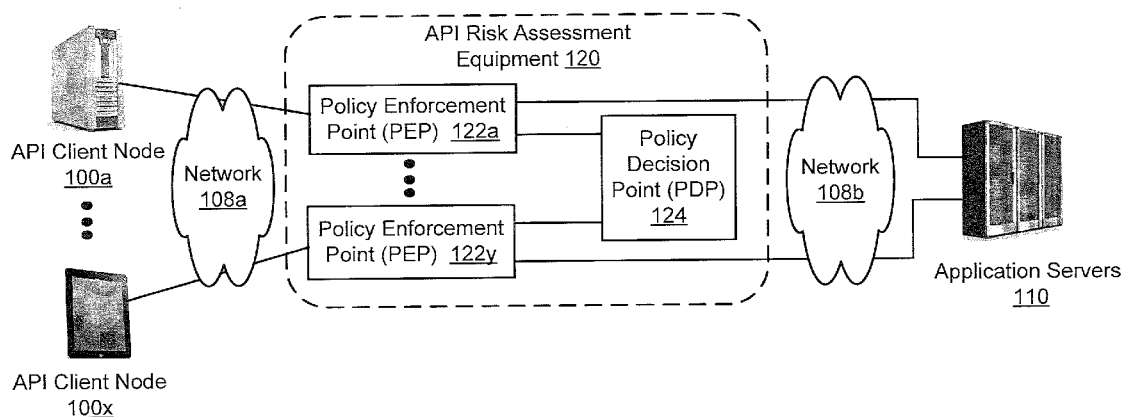 API Risk Assessment
Equipment 120
Policy Enforcement
Point (PEP) 122a
Policy
Decision
Point (PDP)
124
Policy Enforcement
Point (PEP) 122y
API Client Node
100a
Network
108a
Network
108b
Application Servers
110
API Client Node
100x